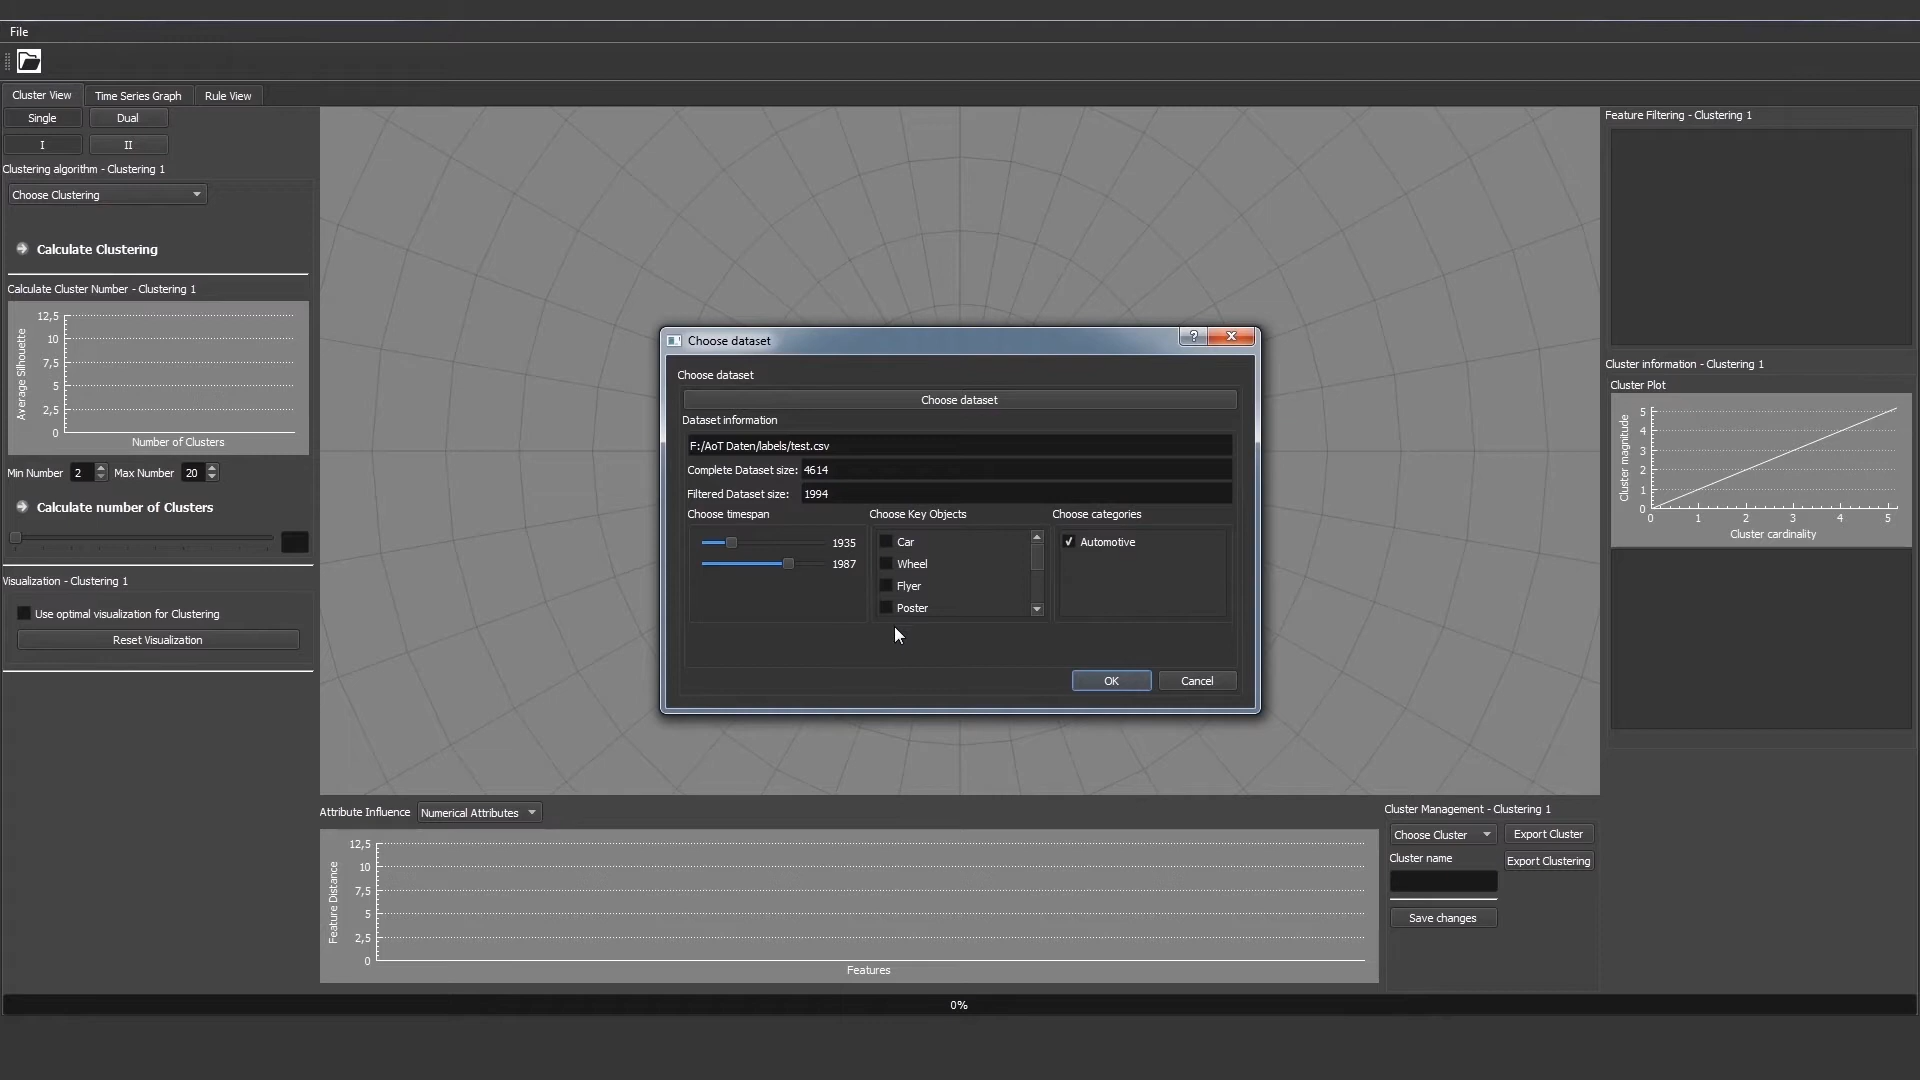 File
Cluster View
Time Series Graph
Rule View
Single
Dual
I
II
Clustering algorithm - Clustering 1
Choose Clustering
Calculate Clustering
Calculate Cluster Number - Clustering 1
12,5
10
7,5
5
2,5
0
Average Silhouette
Number of Clusters
Min Number 2 Max Number 20
Calculate number of Clusters
Visualization - Clustering 1
Use optimal visualization for Clustering
Reset Visualization
Choose dataset
Choose dataset
Choose dataset
Dataset information
F:/AoT Daten/labels/test.csv
Complete Dataset size: 4614
Filtered Dataset size: 1994
Choose timespan
1935
1987
Choose Key Objects
Car
Wheel
Flyer
Poster
Choose categories
Automotive
OK
Cancel
Feature Filtering - Clustering 1
Cluster information - Clustering 1
Cluster Plot
5
4
3
2
1
0
Cluster magnitude
0 1 2 3 4 5
Cluster cardinality
Attribute Influence Numerical Attributes
12,5
10
7,5
5
2,5
0
Feature Distance
Features
Cluster Management - Clustering 1
Choose Cluster
Export Cluster
Cluster name
Export Clustering
Save changes
0%